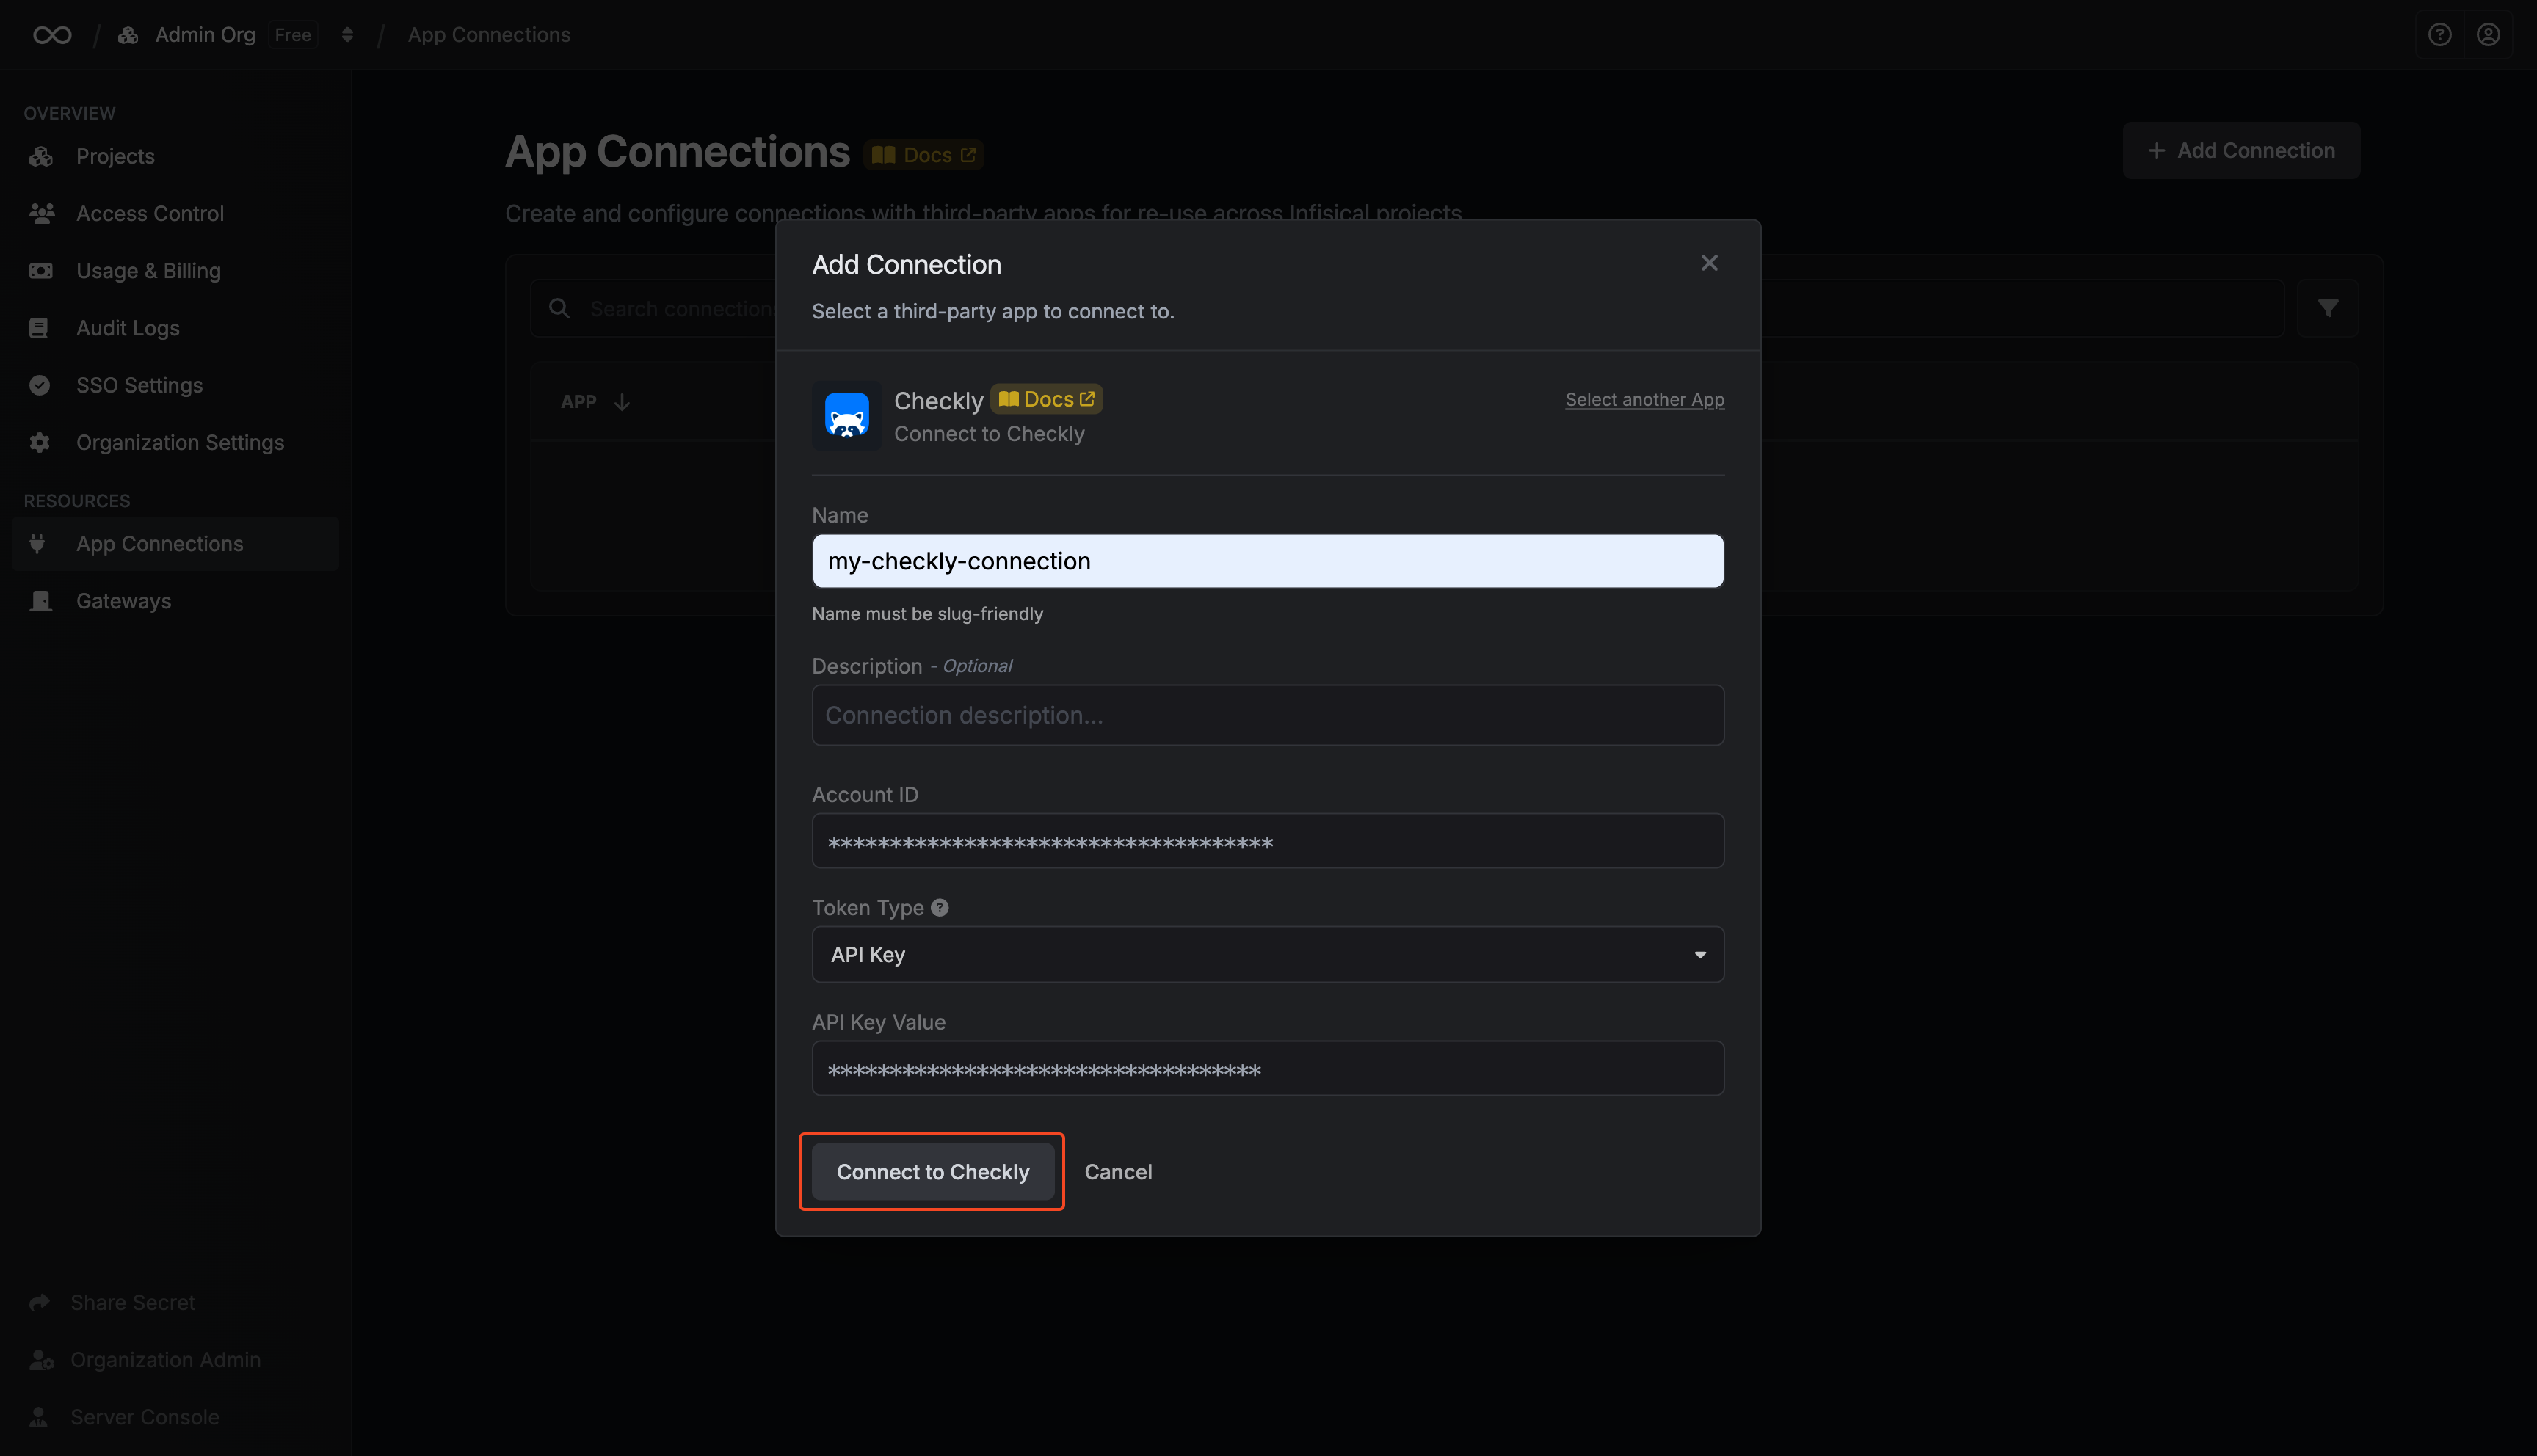 Admin Org Free
App Connections
OVERVIEW
Projects
Access Control
Usage & Billing
Audit Logs
SSO Settings
Organization Settings
RESOURCES
App Connections
Gateways
Share Secret
Organization Admin
Server Console
App Connections Docs
+ Add Connection
Create and configure connections with third-party apps for re-use across Infisical projects
Search connection
APP
Add Connection
Select a third-party app to connect to.
Checkly Docs
Select another App
Connect to Checkly
Name
my-checkly-connection
Name must be slug-friendly
Description - Optional
Connection description...
Account ID
************************************
Token Type
API Key
API Key Value
***********************************
Connect to Checkly
Cancel